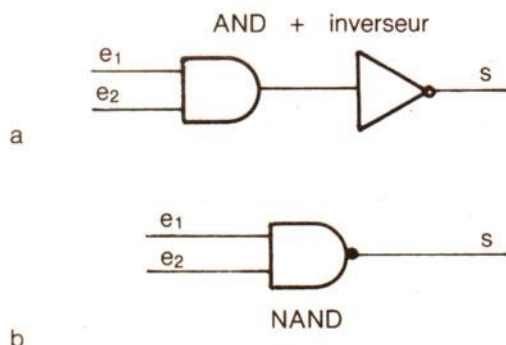 AND + inverseur
e1
e2
s
a
e1
e2
s
NAND
b